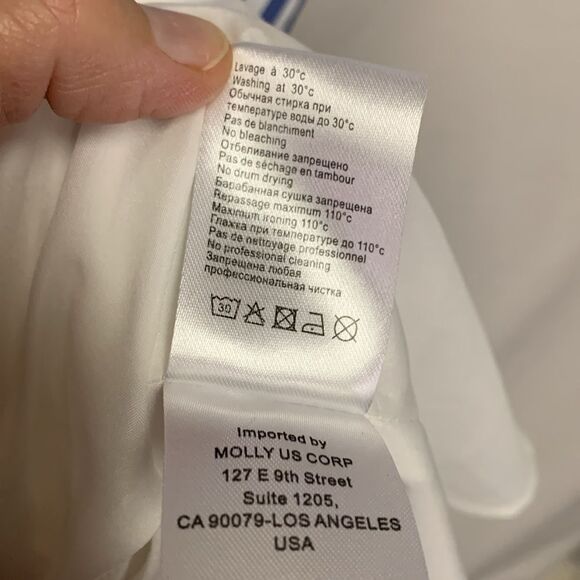 Lavage à 30°c
Washing at 30°c
Обычная стирка при
температуре воды до 30°c
Pas de blanchiment
No bleaching
Отбеливание запрещено
Pas de séchage en tambour
No drum drying
Барабанная сушка запрещена
Repassage maximum 110°c
Maximum ironing 110°c
Глажка при температуре до 110°c
Pas de nettoyage professionnel
No professional cleaning
Запрещена любая
профессиональная чистка
30
Imported by
MOLLY US CORP
127 E 9th Street
Suite 1205,
CA 90079-LOS ANGELES
USA